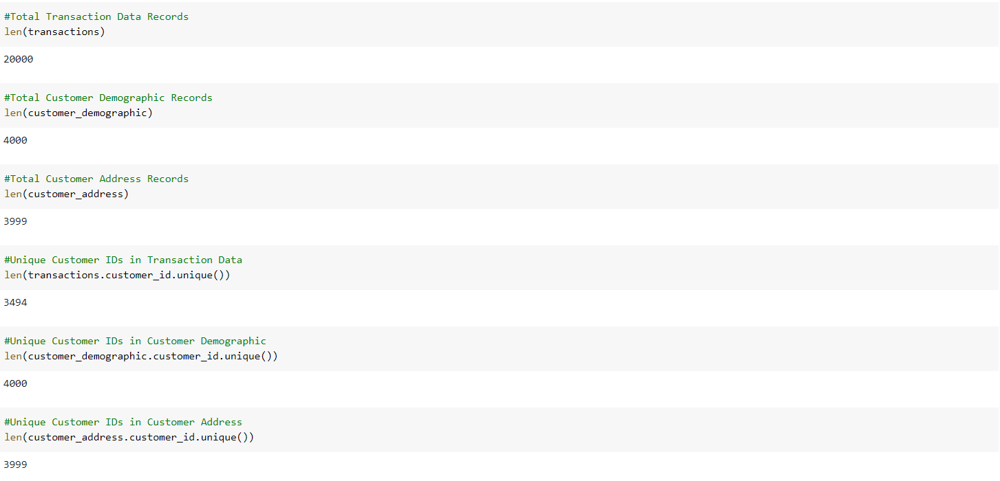 #Total Transaction Data Records
len(transactions)
20000
#Total Customer Demographic Records
len(customer_demographic)
4000
#Total Customer Address Records
len(customer_address)
3999
#Unique Customer IDs in Transaction Data
len(transactions.customer_id.unique())
3494
#Unique Customer IDs in Customer Demographic
len(customer_demographic.customer_id.unique())
4000
#Unique Customer IDs in Customer Address
len(customer_address.customer_id.unique())
3999